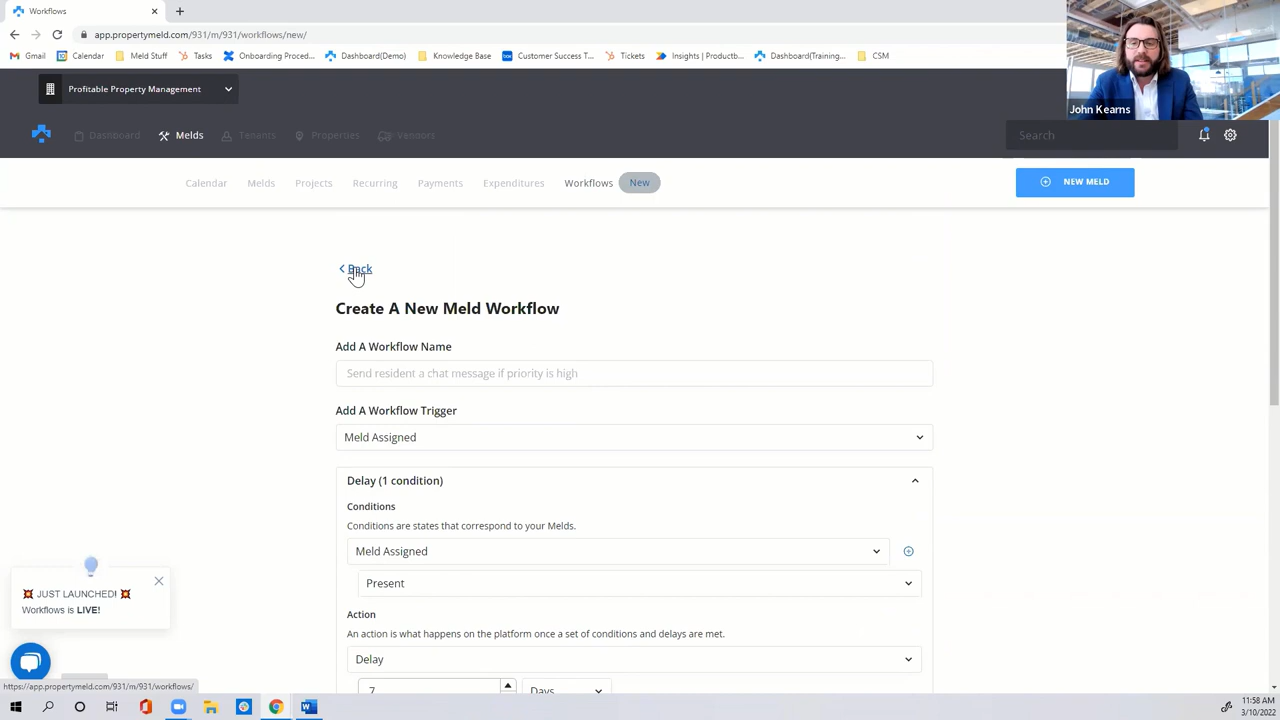 Workflows
app.propertymeld.com/931/m/931/workflows/new/
Gmail Calendar Meld Stuff Tasks Onboarding Proced... Dashboard(Demo) Knowledge Base Customer Success T... Tickets Insights | Productb... Dashboard(Training... CSM
John Kearns
Profitable Property Management
Dashboard Melds Tenants Properties Vendors Search
Calendar Melds Projects Recurring Payments Expenditures Workflows New NEW MELD
Back
Create A New Meld Workflow
Add A Workflow Name
Send resident a chat message if priority is high
Add A Workflow Trigger
Meld Assigned
Delay (1 condition)
Conditions
Conditions are states that correspond to your Melds.
Meld Assigned
Present
Action
An action is what happens on the platform once a set of conditions and delays are met.
Delay
7 Days
JUST LAUNCHED!
Workflows is LIVE!
https://app.propertymeld.com/931/m/931/workflows/
11:58 AM
3/10/2022